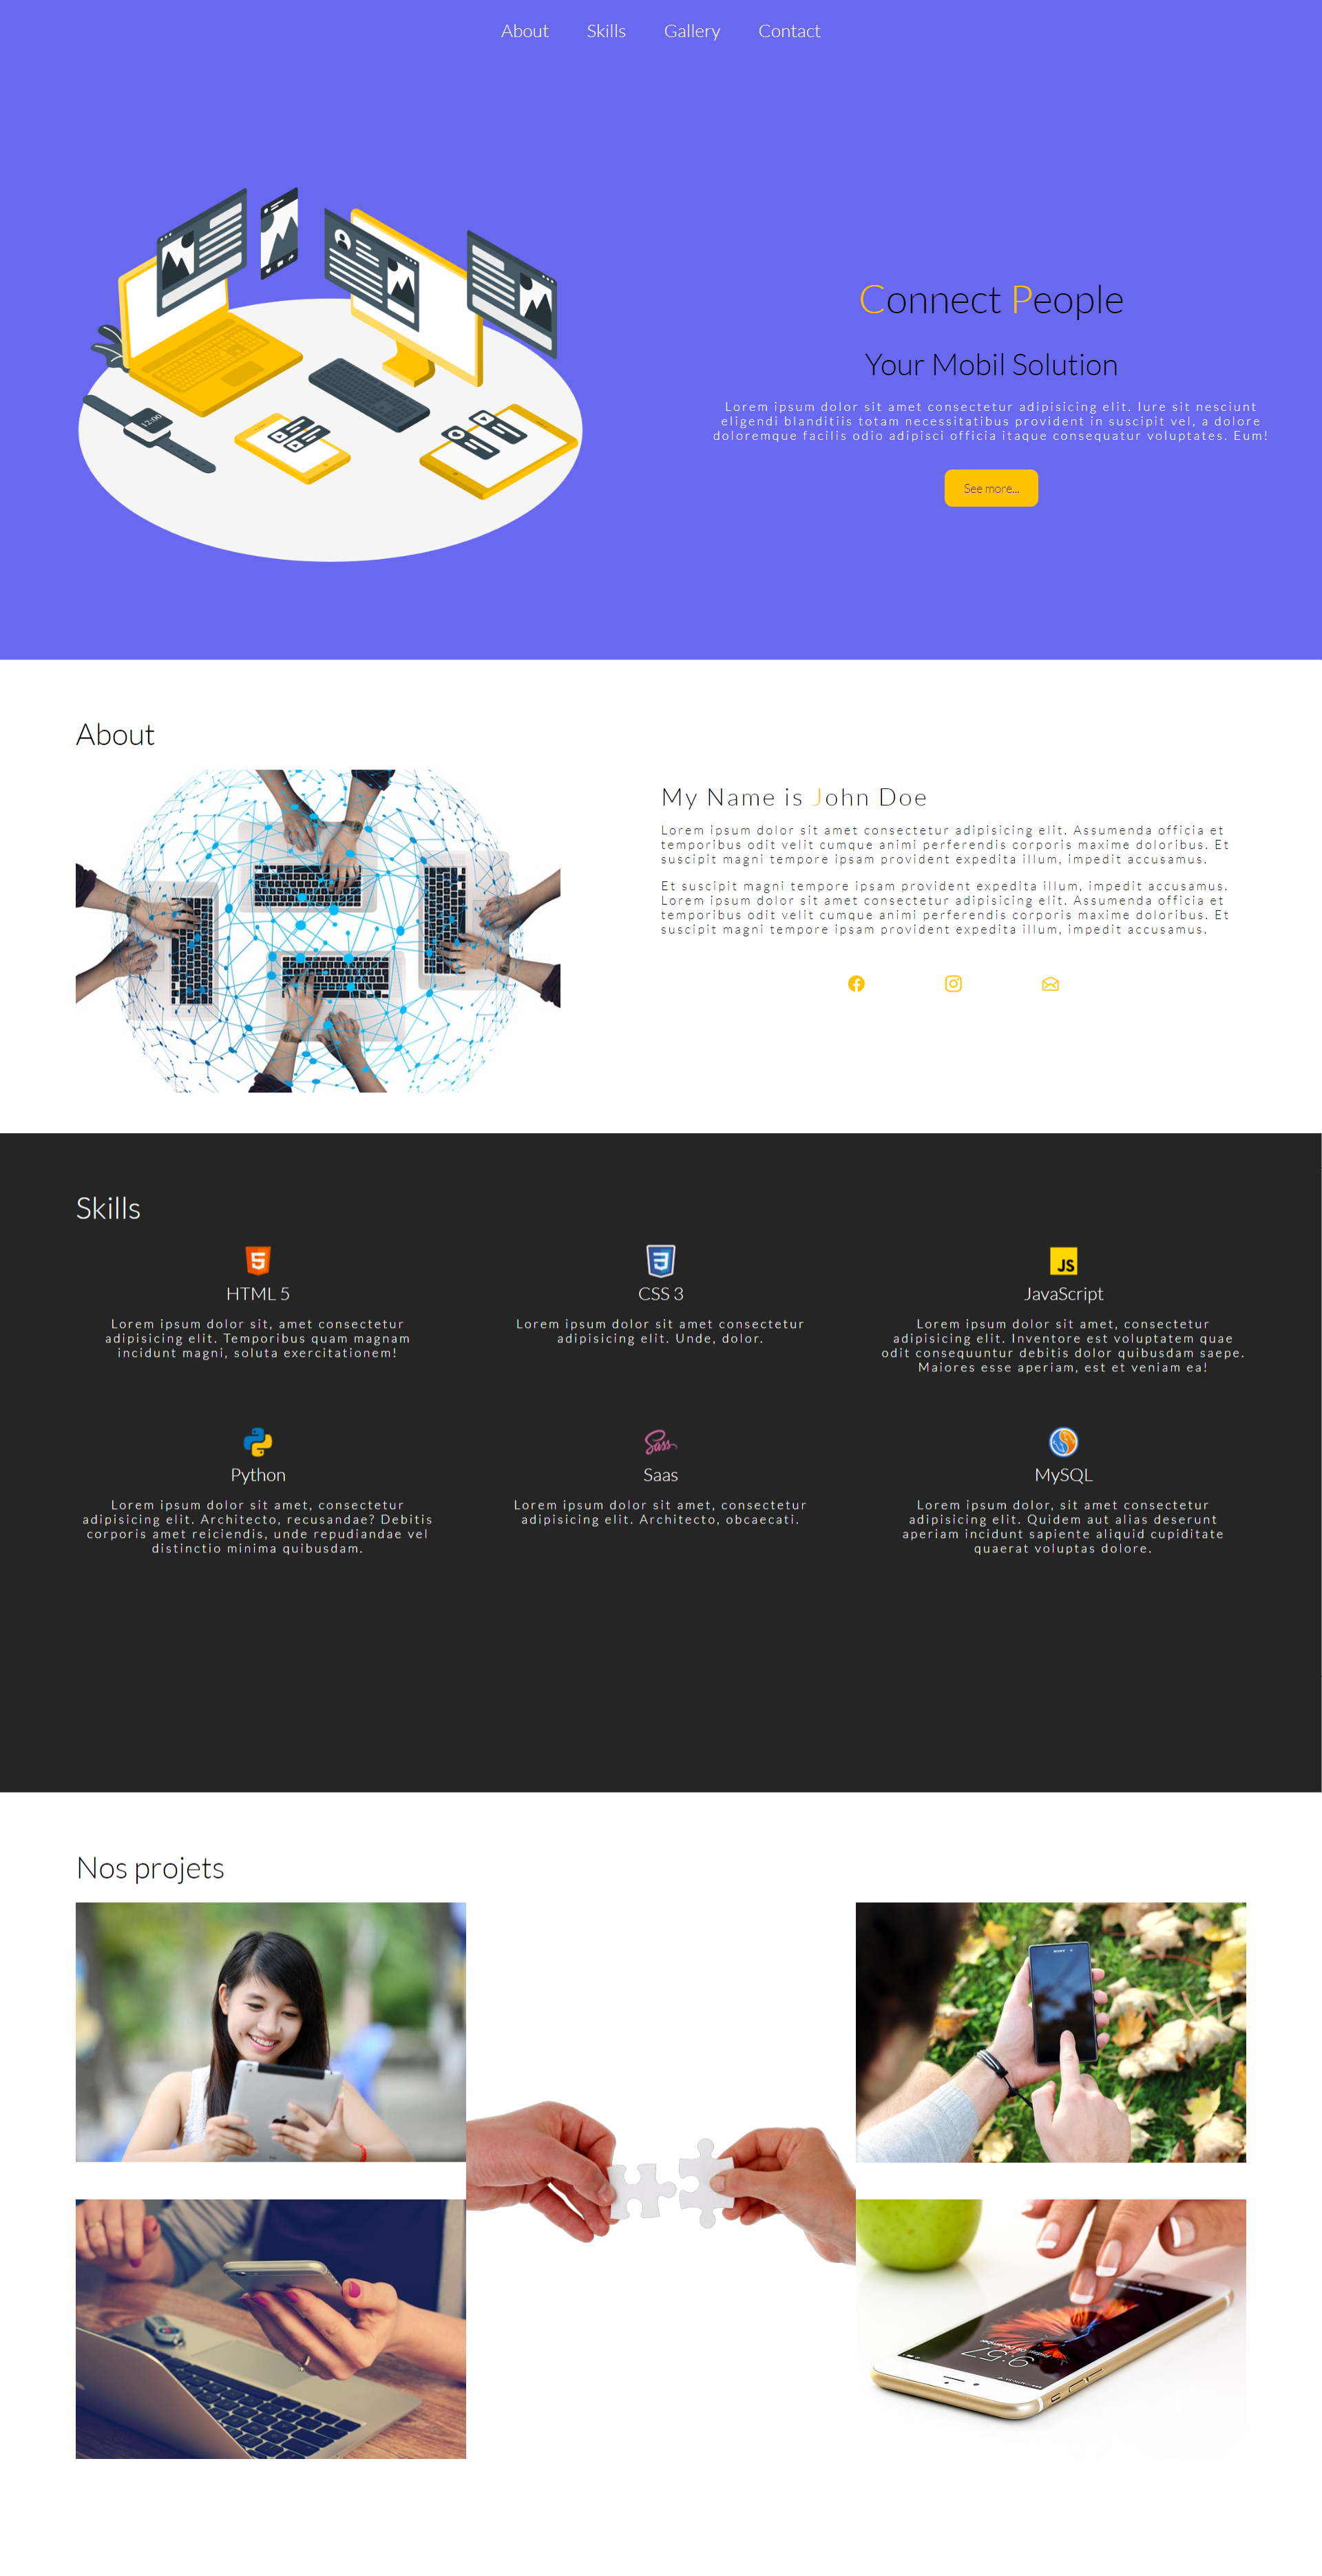 About Skills Gallery Contact
12:00
Connect People
Your Mobil Solution
Lorem ipsum dolor sit amet consectetur adipisicing elit. Iure sit nesciunt
eligendi blanditiis totam necessitatibus provident in suscipit vel, a dolore
doloremque facilis odio adipisci officia itaque consequatur voluptates. Eum!
See more...
About
My Name is John Doe
Lorem ipsum dolor sit amet consectetur adipisicing elit. Assumenda officia et
temporibus odit velit cumque animi perferendis corporis maxime doloribus. Et
suscipit magni tempore ipsam provident expedita illum, impedit accusamus.
Et suscipit magni tempore ipsam provident expedita illum, impedit accusamus.
Lorem ipsum dolor sit amet consectetur adipisicing elit. Assumenda officia et
temporibus odit velit cumque animi perferendis corporis maxime doloribus. Et
suscipit magni tempore ipsam provident expedita illum, impedit accusamus.
Skills
5
HTML 5
Lorem ipsum dolor sit, amet consectetur
adipisicing elit. Temporibus quam magnam
incidunt magni, soluta exercitationem!
3
CSS 3
Lorem ipsum dolor sit amet consectetur
adipisicing elit. Unde, dolor.
JS
JavaScript
Lorem ipsum dolor sit amet, consectetur
adipisicing elit. Inventore est voluptatem quae
odit consequuntur debitis dolor quibusdam saepe.
Maiores esse aperiam, est et veniam ea!
Python
Lorem ipsum dolor sit amet, consectetur
adipisicing elit. Architecto, recusandae? Debitis
corporis amet reiciendis, unde repudiandae vel
distinctio minima quibusdam.
Sass
Saas
Lorem ipsum dolor sit amet, consectetur
adipisicing elit. Architecto, obcaecati.
MySQL
Lorem ipsum dolor, sit amet consectetur
adipisicing elit. Quidem aut alias deserunt
aperiam incidunt sapiente aliquid cupiditate
quaerat voluptas dolore.
Nos projets
SONY
9:57